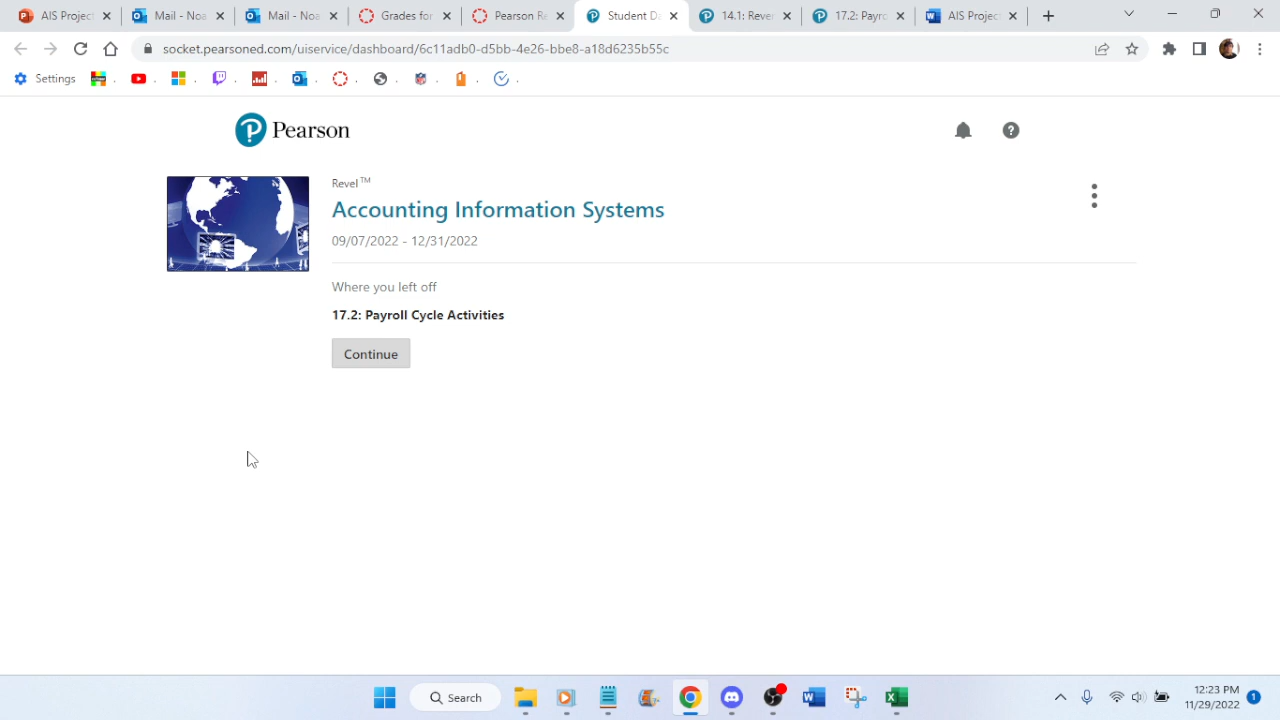 AIS Project
Mail - Noa
Mail - Noa
Grades for
Pearson Re
Student Da
14.1: Rever
17.2: Payro
AIS Project
socket.pearsoned.com/uiservice/dashboard/6c11adb0-d5bb-4e26-bbe8-a18d6235b55c
Settings
Pearson
Revel™
Accounting Information Systems
09/07/2022 - 12/31/2022
Where you left off
17.2: Payroll Cycle Activities
Continue
Search
12:23 PM
11/29/2022
1